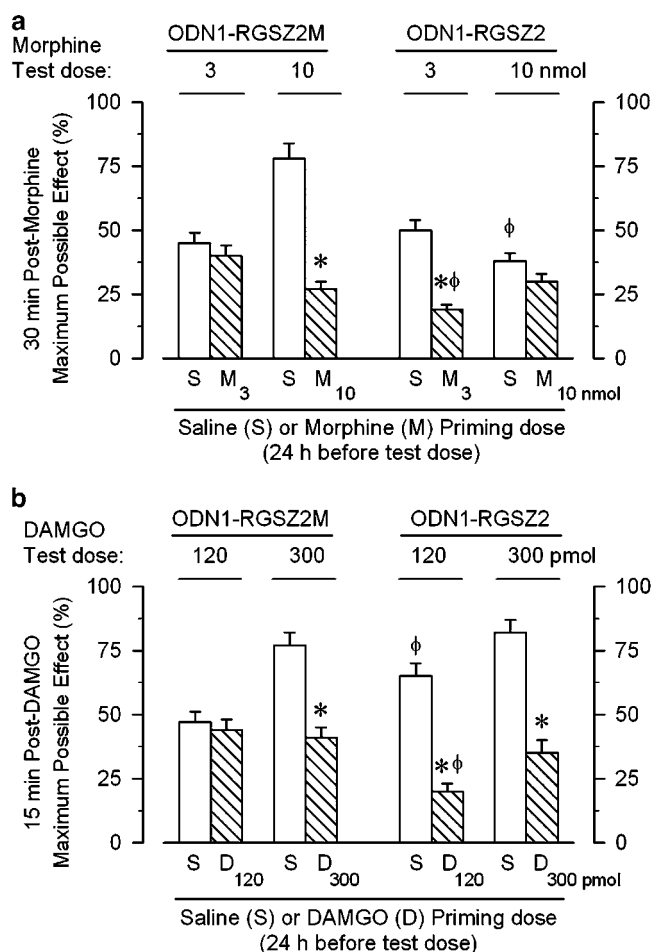 a
Morphine ODN1-RGSZ2M ODN1-RGSZ2
Test dose: 3 10 3 10 nmol
30 min Post-Morphine
Maximum Possible Effect (%)
100 100
75 75
50 ϕ 50
* *ϕ
25 25
0 0
S M3 S M10 S M3 S M10 nmol
Saline (S) or Morphine (M) Priming dose
(24 h before test dose)
b
DAMGO ODN1-RGSZ2M ODN1-RGSZ2
Test dose: 120 300 120 300 pmol
15 min Post-DAMGO
Maximum Possible Effect (%)
100 100
75 ϕ 75
50 * * 50
*ϕ
25 25
0 0
S D120 S D300 S D120 S D300 pmol
Saline (S) or DAMGO (D) Priming dose
(24 h before test dose)